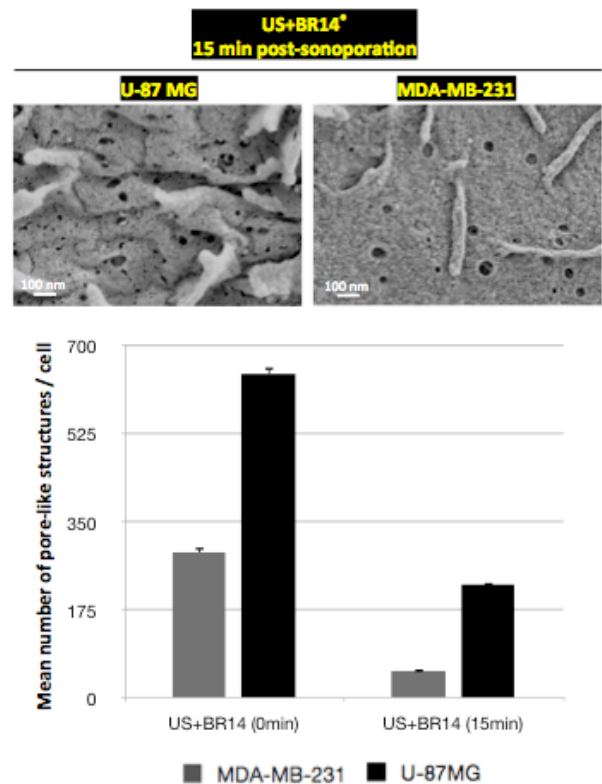 US+BR14®
15 min post-sonoporation
U-87 MG
MDA-MB-231
100 nm
100 nm
Mean number of pore-like structures / cell
700
525
350
175
0
US+BR14 (0min)
US+BR14 (15min)
MDA-MB-231
U-87MG